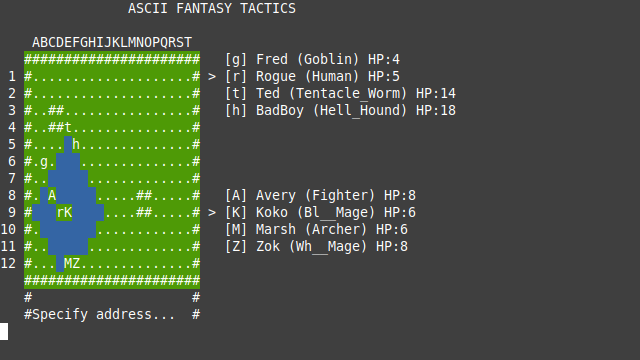 ASCII FANTASY TACTICS
ABCDEFGHIJKLMNOPQRST
###################### [g] Fred (Goblin) HP:4
1 #....................# > [r] Rogue (Human) HP:5
2 #....................# [t] Ted (Tentacle_Worm) HP:14
3 #..##................# [h] BadBoy (Hell_Hound) HP:18
4 #..##t...............#
5 #.... h..............#
6 #.g.   ..............#
7 #..     .............#
8 #. A     .....##.....# [A] Avery (Fighter) HP:8
9 #   rK    ....##.....# > [K] Koko (Bl__Mage) HP:6
10 #.       ............# [M] Marsh (Archer) HP:6
11 #..     .............# [Z] Zok (Wh__Mage) HP:8
12 #... MZ..............#
######################
#                    #
#Specify address...  #